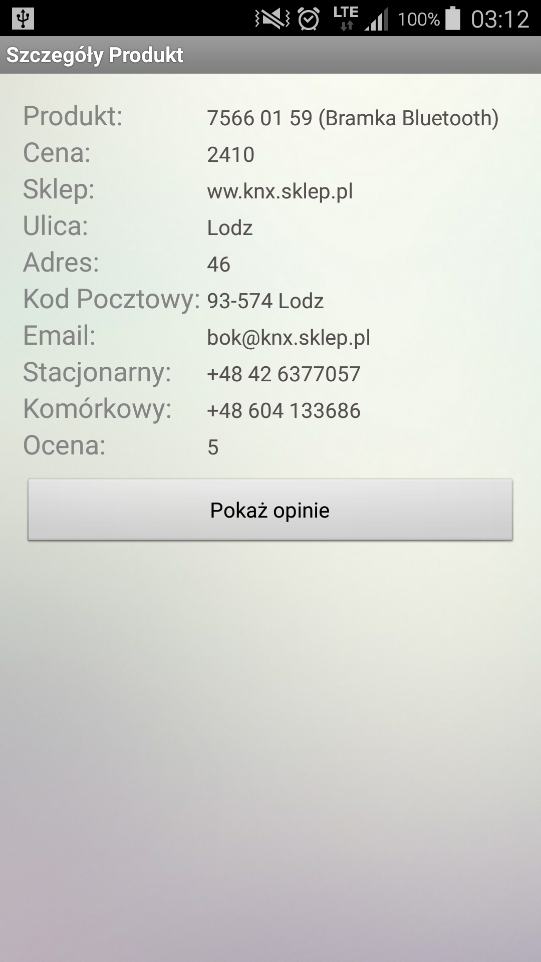 LTE 100% 03:12
Szczegóły Produkt
Produkt: 7566 01 59 (Bramka Bluetooth)
Cena: 2410
Sklep: ww.knx.sklep.pl
Ulica: Lodz
Adres: 46
Kod Pocztowy: 93-574 Lodz
Email: bok@knx.sklep.pl
Stacjonarny: +48 42 6377057
Komórkowy: +48 604 133686
Ocena: 5
Pokaż opinie